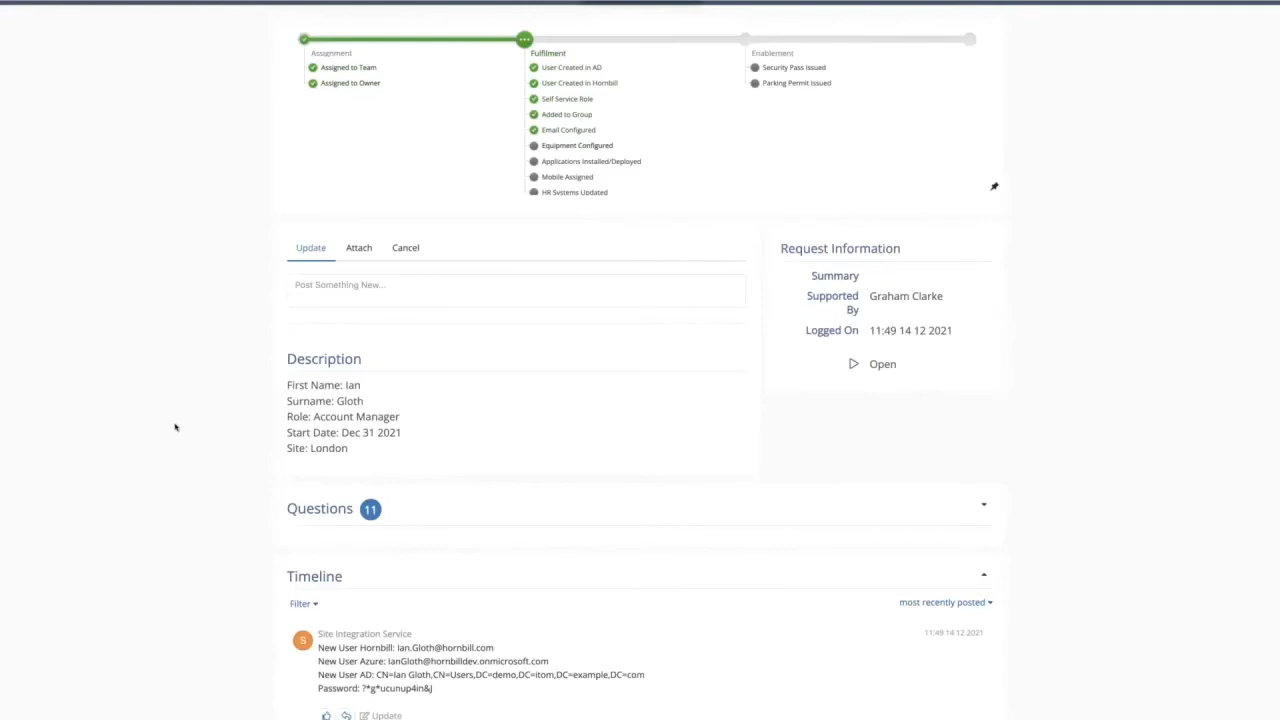 Assignment
Assigned to Team
Assigned to Owner
Fulfilment
User Created in AD
User Created in Hornbill
Self Service Role
Added to Group
Email Configured
Equipment Configured
Applications Installed/Deployed
Mobile Assigned
HR Systems Updated
Enablement
Security Pass Issued
Parking Permit Issued
Update Attach Cancel
Post Something New...
Description
First Name: Ian
Surname: Gloth
Role: Account Manager
Start Date: Dec 31 2021
Site: London
Request Information
Summary
Supported By Graham Clarke
Logged On 11:49 14 12 2021
Open
Questions 11
Timeline
Filter
most recently posted
S
Site Integration Service
11:49 14 12 2021
New User Hornbill: Ian.Gloth@hornbill.com
New User Azure: IanGloth@hornbilldev.onmicrosoft.com
New User AD: CN=Ian Gloth,CN=Users,DC=demo,DC=itom,DC=example,DC=com
Password: ?*g*ucunup4in&J
Update